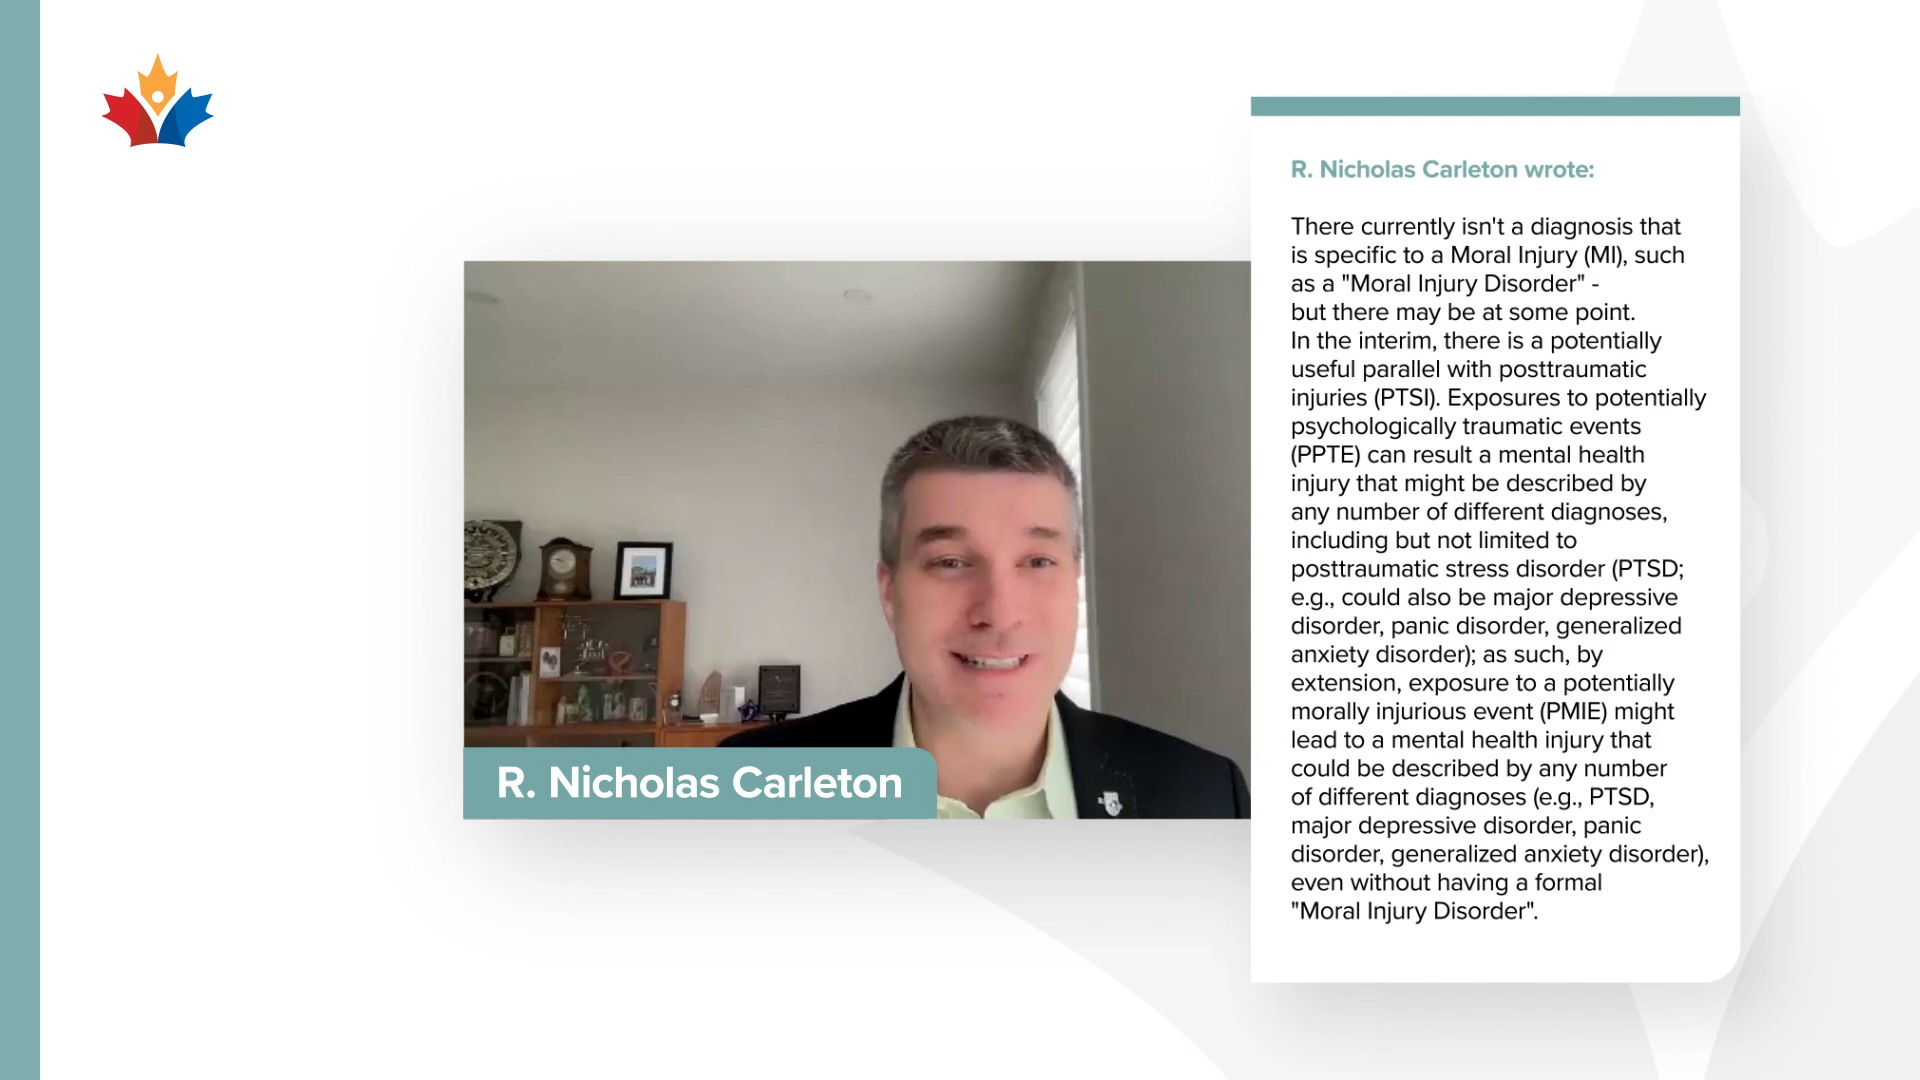 R. Nicholas Carleton wrote:
There currently isn't a diagnosis that
is specific to a Moral Injury (MI), such
as a "Moral Injury Disorder" -
but there may be at some point.
In the interim, there is a potentially
useful parallel with posttraumatic
injuries (PTSI). Exposures to potentially
psychologically traumatic events
(PPTE) can result a mental health
injury that might be described by
any number of different diagnoses,
including but not limited to
posttraumatic stress disorder (PTSD;
e.g., could also be major depressive
disorder, panic disorder, generalized
anxiety disorder); as such, by
extension, exposure to a potentially
morally injurious event (PMIE) might
lead to a mental health injury that
could be described by any number
of different diagnoses (e.g., PTSD,
major depressive disorder, panic
disorder, generalized anxiety disorder),
even without having a formal
"Moral Injury Disorder".
R. Nicholas Carleton